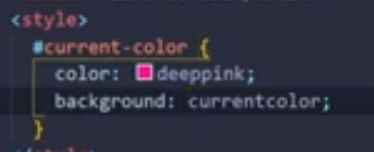 <style>
#current-color {
color: deeppink;
background: currentcolor;
}